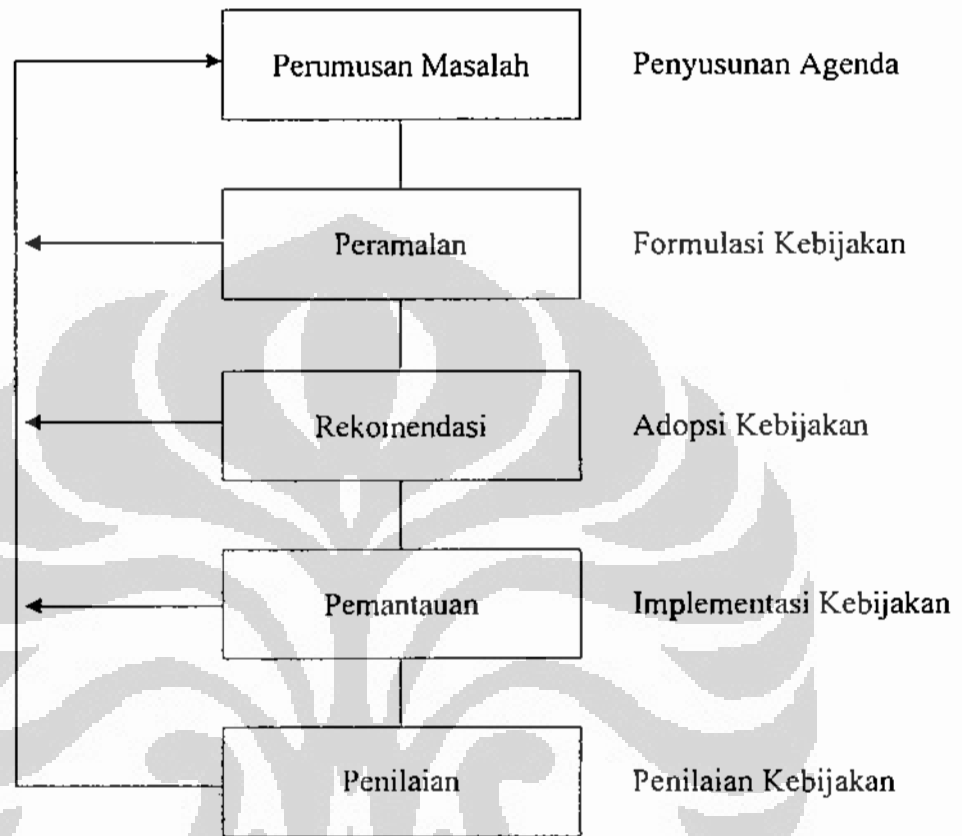 Perumusan Masalah Penyusunan Agenda
Peramalan Formulasi Kebijakan
Rekomendasi Adopsi Kebijakan
Pemantauan Implementasi Kebijakan
Penilaian Penilaian Kebijakan